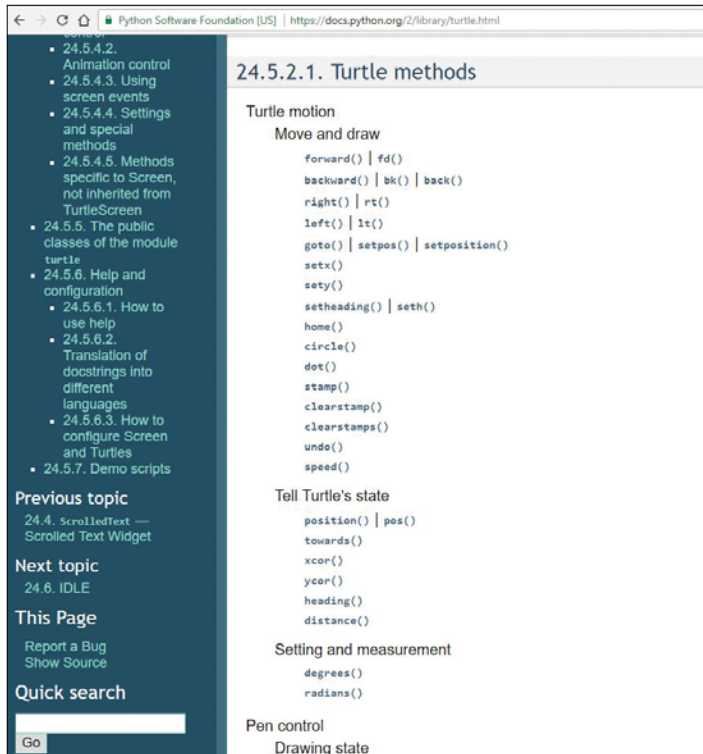 Python Software Foundation [US] | https://docs.python.org/2/library/turtle.html
control
24.5.4.2.
Animation control
24.5.4.3. Using
screen events
24.5.4.4. Settings
and special
methods
24.5.4.5. Methods
specific to Screen,
not inherited from
TurtleScreen
24.5.5. The public
classes of the module
turtle
24.5.6. Help and
configuration
24.5.6.1. How to
use help
24.5.6.2.
Translation of
docstrings into
different
languages
24.5.6.3. How to
configure Screen
and Turtles
24.5.7. Demo scripts
Previous topic
24.4. ScrolledText —
Scrolled Text Widget
Next topic
24.6. IDLE
This Page
Report a Bug
Show Source
Quick search
Go
24.5.2.1. Turtle methods
Turtle motion
Move and draw
forward() | fd()
backward() | bk() | back()
right() | rt()
left() | lt()
goto() | setpos() | setposition()
setx()
sety()
setheading() | seth()
home()
circle()
dot()
stamp()
clearstamp()
clearstamps()
undo()
speed()
Tell Turtle's state
position() | pos()
towards()
xcor()
ycor()
heading()
distance()
Setting and measurement
degrees()
radians()
Pen control
Drawing state